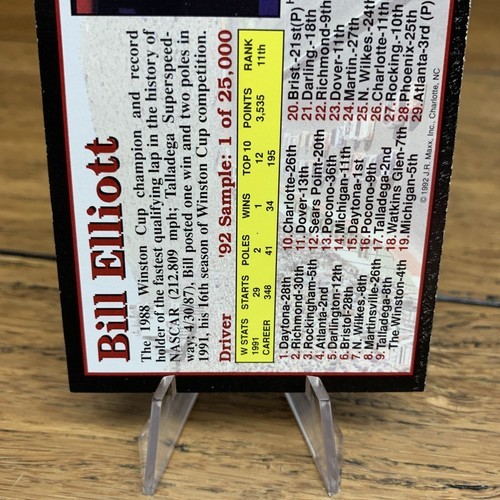 Bill Elliott
The 1988 Winston Cup champion and record
holder of the fastest qualifying lap in the history of
NASCAR (212.809 mph; Talladega Superspeed-
way; 4/30/87), Bill posted one win and two poles in
1991, his 16th season of Winston Cup competition.
Driver '92 Sample: 1 of 25,000
W STATS STARTS POLES WINS TOP 10 POINTS RANK
1991 29 2 1 12 3,535 11th
CAREER 348 41 34 195
1. Daytona-28th
2. Richmond-30th
3. Rockingham-5th
4. Atlanta-2nd
5. Darlington-12th
6. Bristol-28th
7. N. Wilkes.-8th
8. Martinsville-26th
9. Talladega-8th
The Winston-4th
10. Charlotte-26th
11. Dover-13th
12. Sears Point-20th
13. Pocono-36th
14. Michigan-11th
15. Daytona-1st
16. Pocono-9th
17. Talladega-2nd
18. Watkins Glen-7th
19. Michigan-5th
20. Bristl.-21st(P)
21. Darling.-18th
22. Richmond-9th
23. Dover-11th
24. Martin.-27th
25. N. Wilkes.-24th
26. Charlotte-11th
27. Rocking.-10th
28. Phoenix-25th
29. Atlanta-3rd (P)
© 1992 J.R. Maxx, Inc., Charlotte, NC